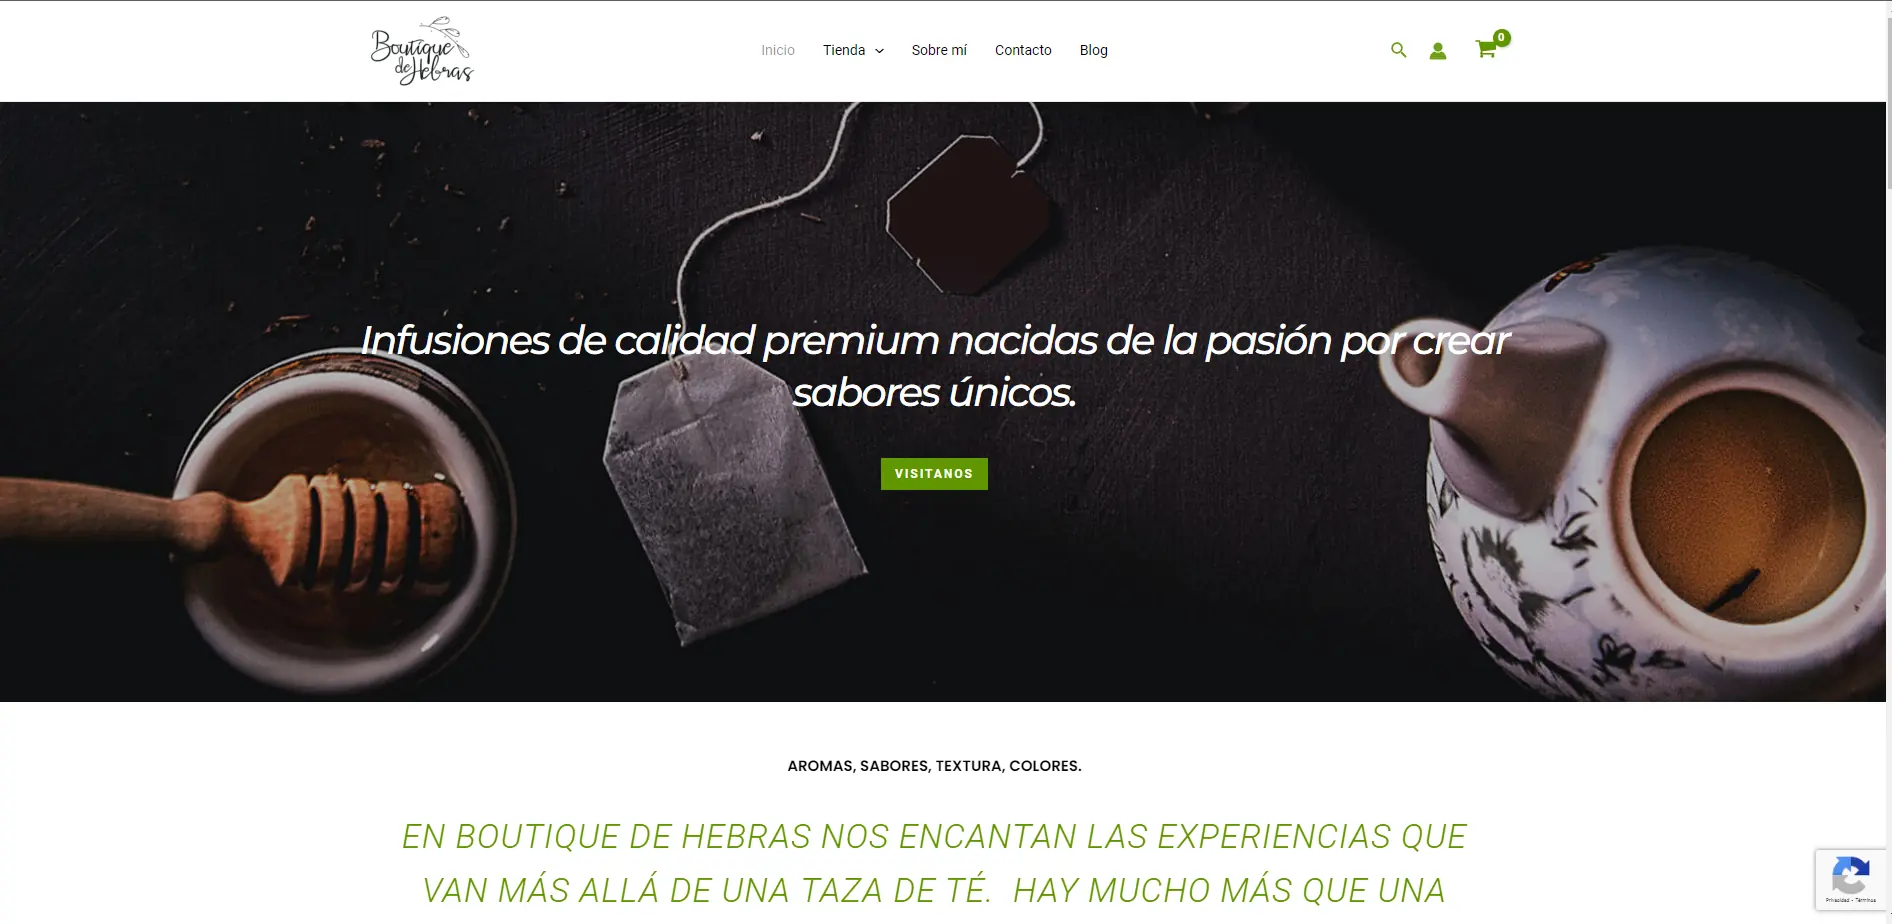 Boutique
de Hebras
Inicio
Tienda
Sobre mí
Contacto
Blog
0
Infusiones de calidad premium nacidas de la pasión por crear
sabores únicos.
VISITANOS
AROMAS, SABORES, TEXTURA, COLORES.
EN BOUTIQUE DE HEBRAS NOS ENCANTAN LAS EXPERIENCIAS QUE
VAN MÁS ALLÁ DE UNA TAZA DE TÉ. HAY MUCHO MÁS QUE UNA
Privacidad - Términos